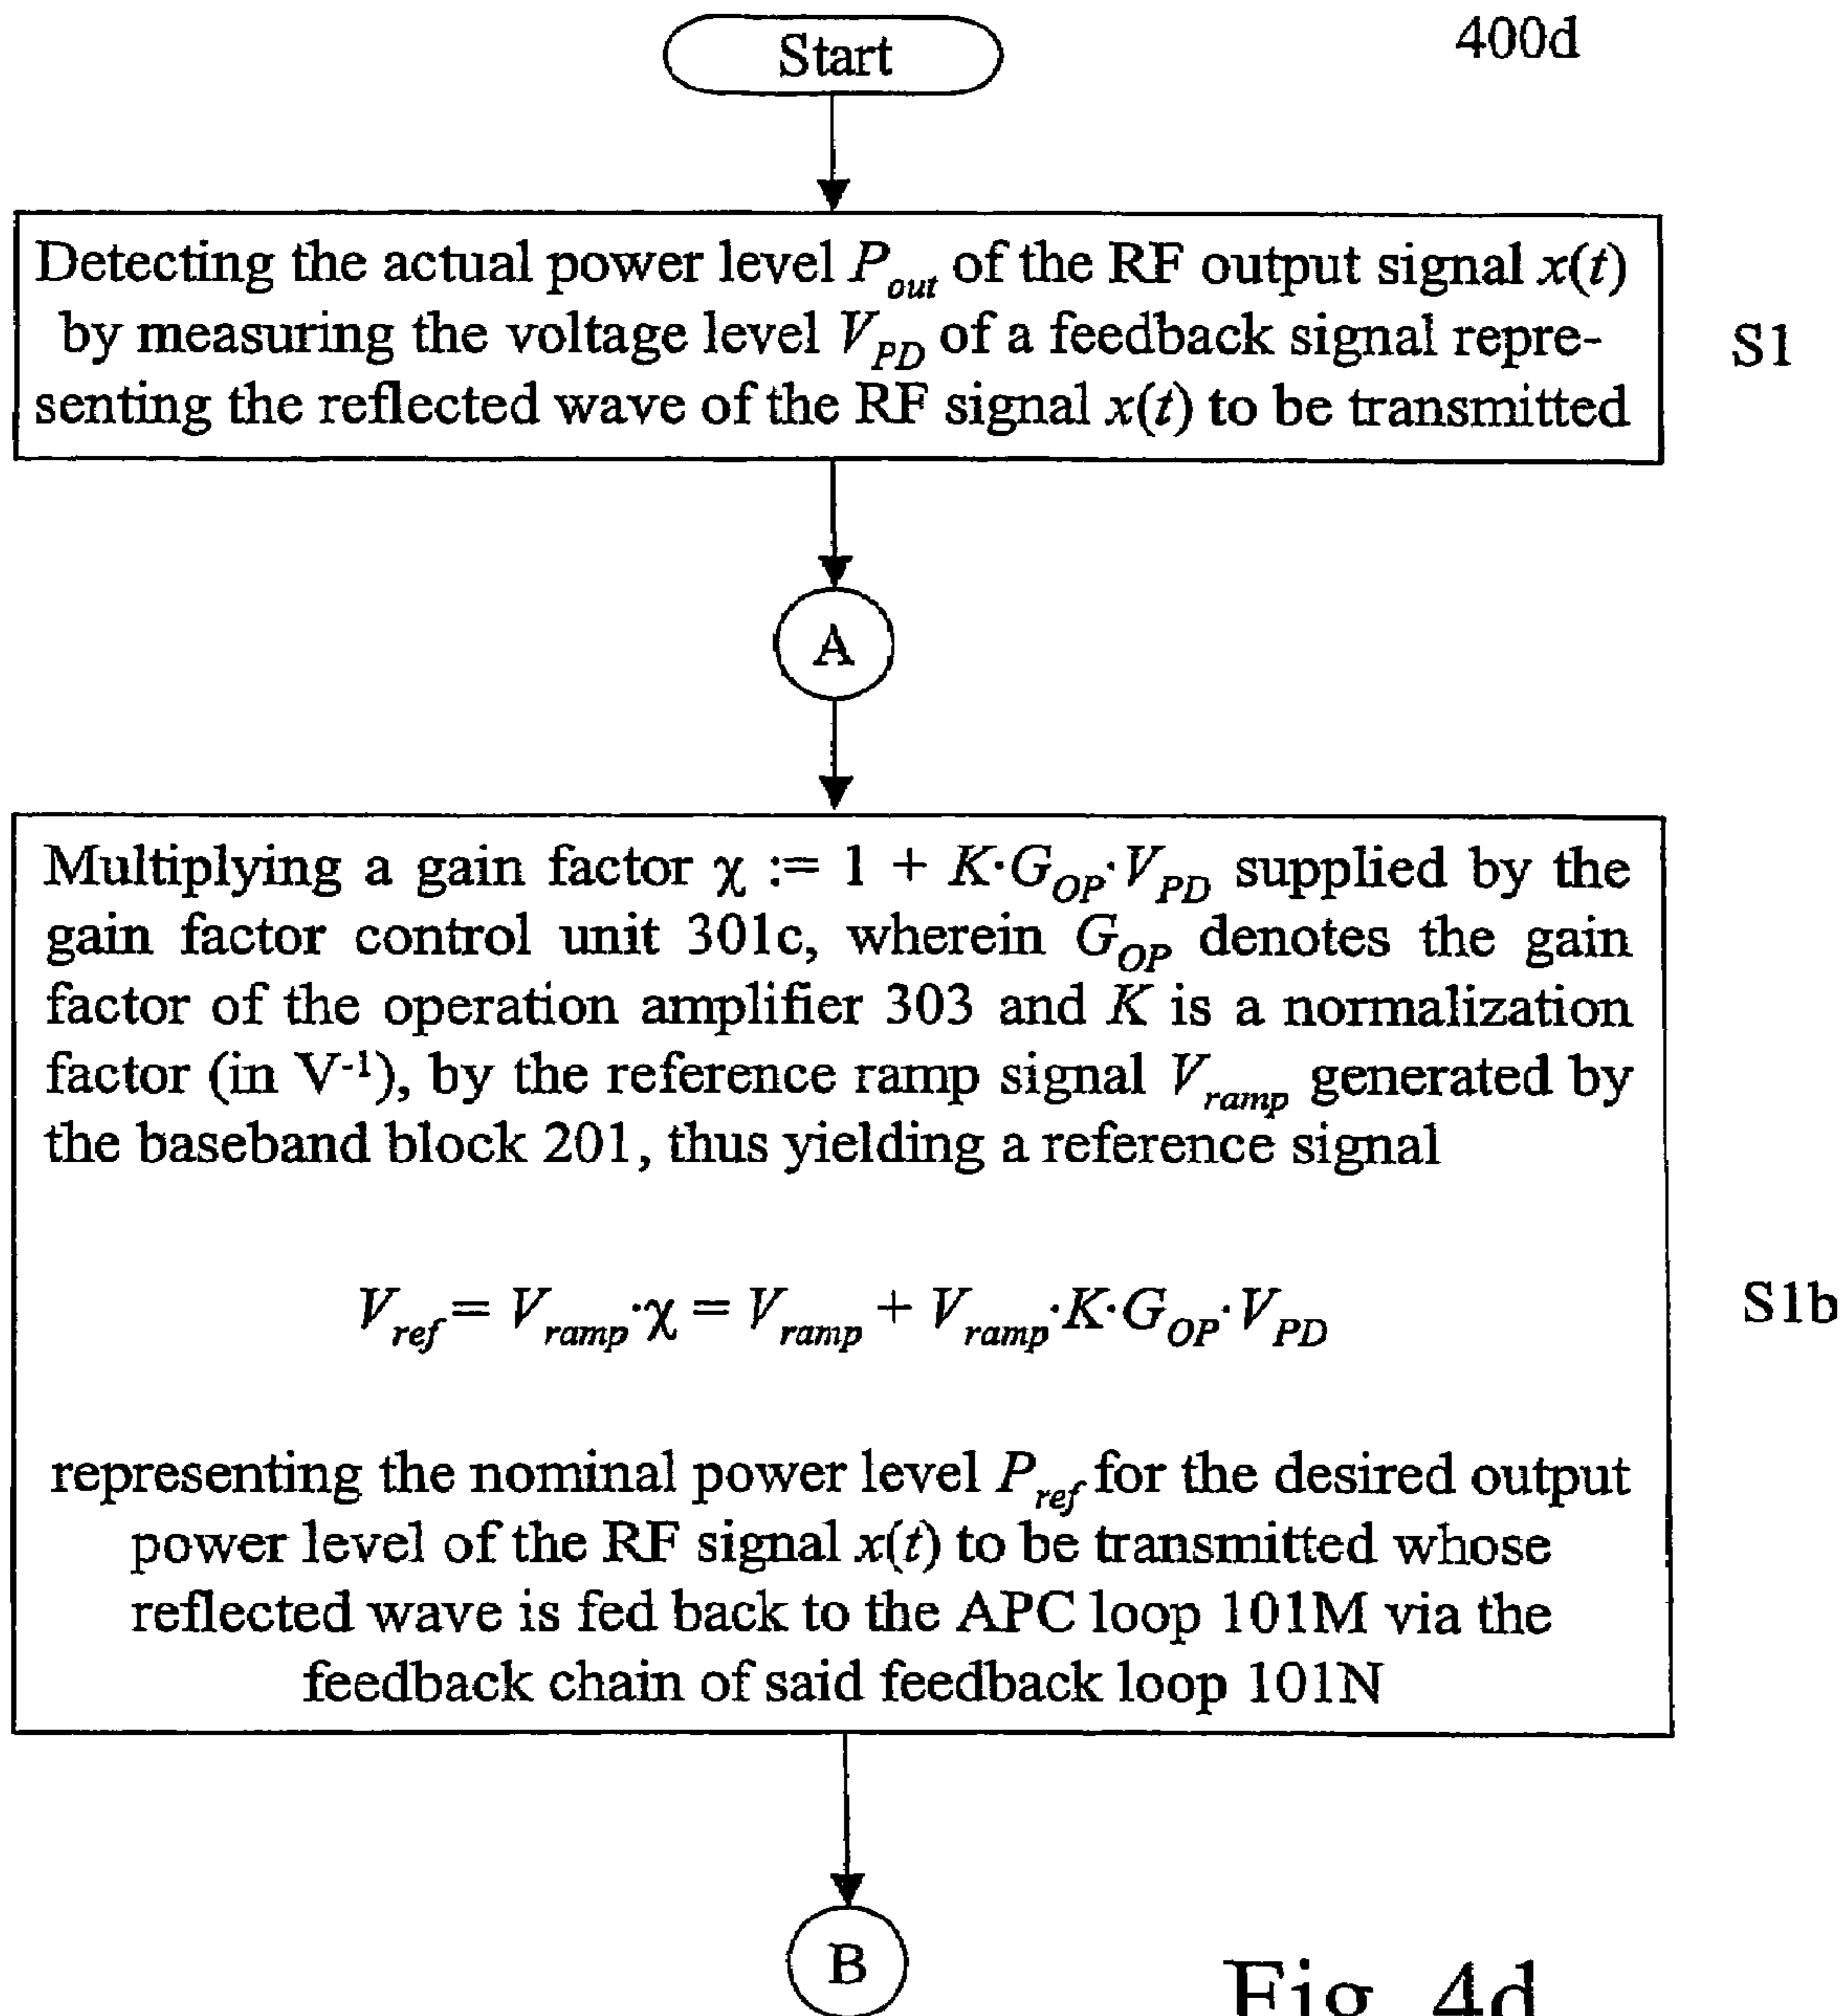 400d
Start
Detecting the actual power level P_out of the RF output signal x(t)
by measuring the voltage level V_PD of a feedback signal repre-
senting the reflected wave of the RF signal x(t) to be transmitted
S1
A
Multiplying a gain factor χ := 1 + K·G_OP·V_PD supplied by the
gain factor control unit 301c, wherein G_OP denotes the gain
factor of the operation amplifier 303 and K is a normalization
factor (in V⁻¹), by the reference ramp signal V_ramp generated by
the baseband block 201, thus yielding a reference signal
V_ref = V_ramp·χ = V_ramp + V_ramp·K·G_OP·V_PD
S1b
representing the nominal power level P_ref for the desired output
power level of the RF signal x(t) to be transmitted whose
reflected wave is fed back to the APC loop 101M via the
feedback chain of said feedback loop 101N
B
Fig. 4d